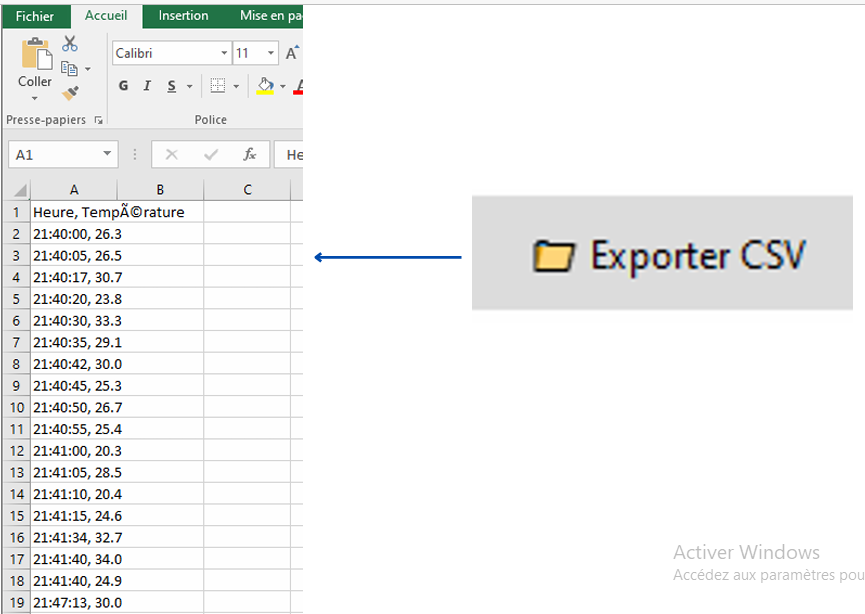 Fichier Accueil Insertion Mise en pa
Calibri 11 A
Coller
G I S A
Presse-papiers Police
A1 fx He
A B C
1 Heure, TempÃ©rature
2 21:40:00, 26.3
3 21:40:05, 26.5
4 21:40:17, 30.7
5 21:40:20, 23.8
6 21:40:30, 33.3
7 21:40:35, 29.1
8 21:40:42, 30.0
9 21:40:45, 25.3
10 21:40:50, 26.7
11 21:40:55, 25.4
12 21:41:00, 20.3
13 21:41:05, 28.5
14 21:41:10, 20.4
15 21:41:15, 24.6
16 21:41:34, 32.7
17 21:41:40, 34.0
18 21:41:40, 24.9
19 21:47:13, 30.0
Exporter CSV
Activer Windows
Accédez aux paramètres pou